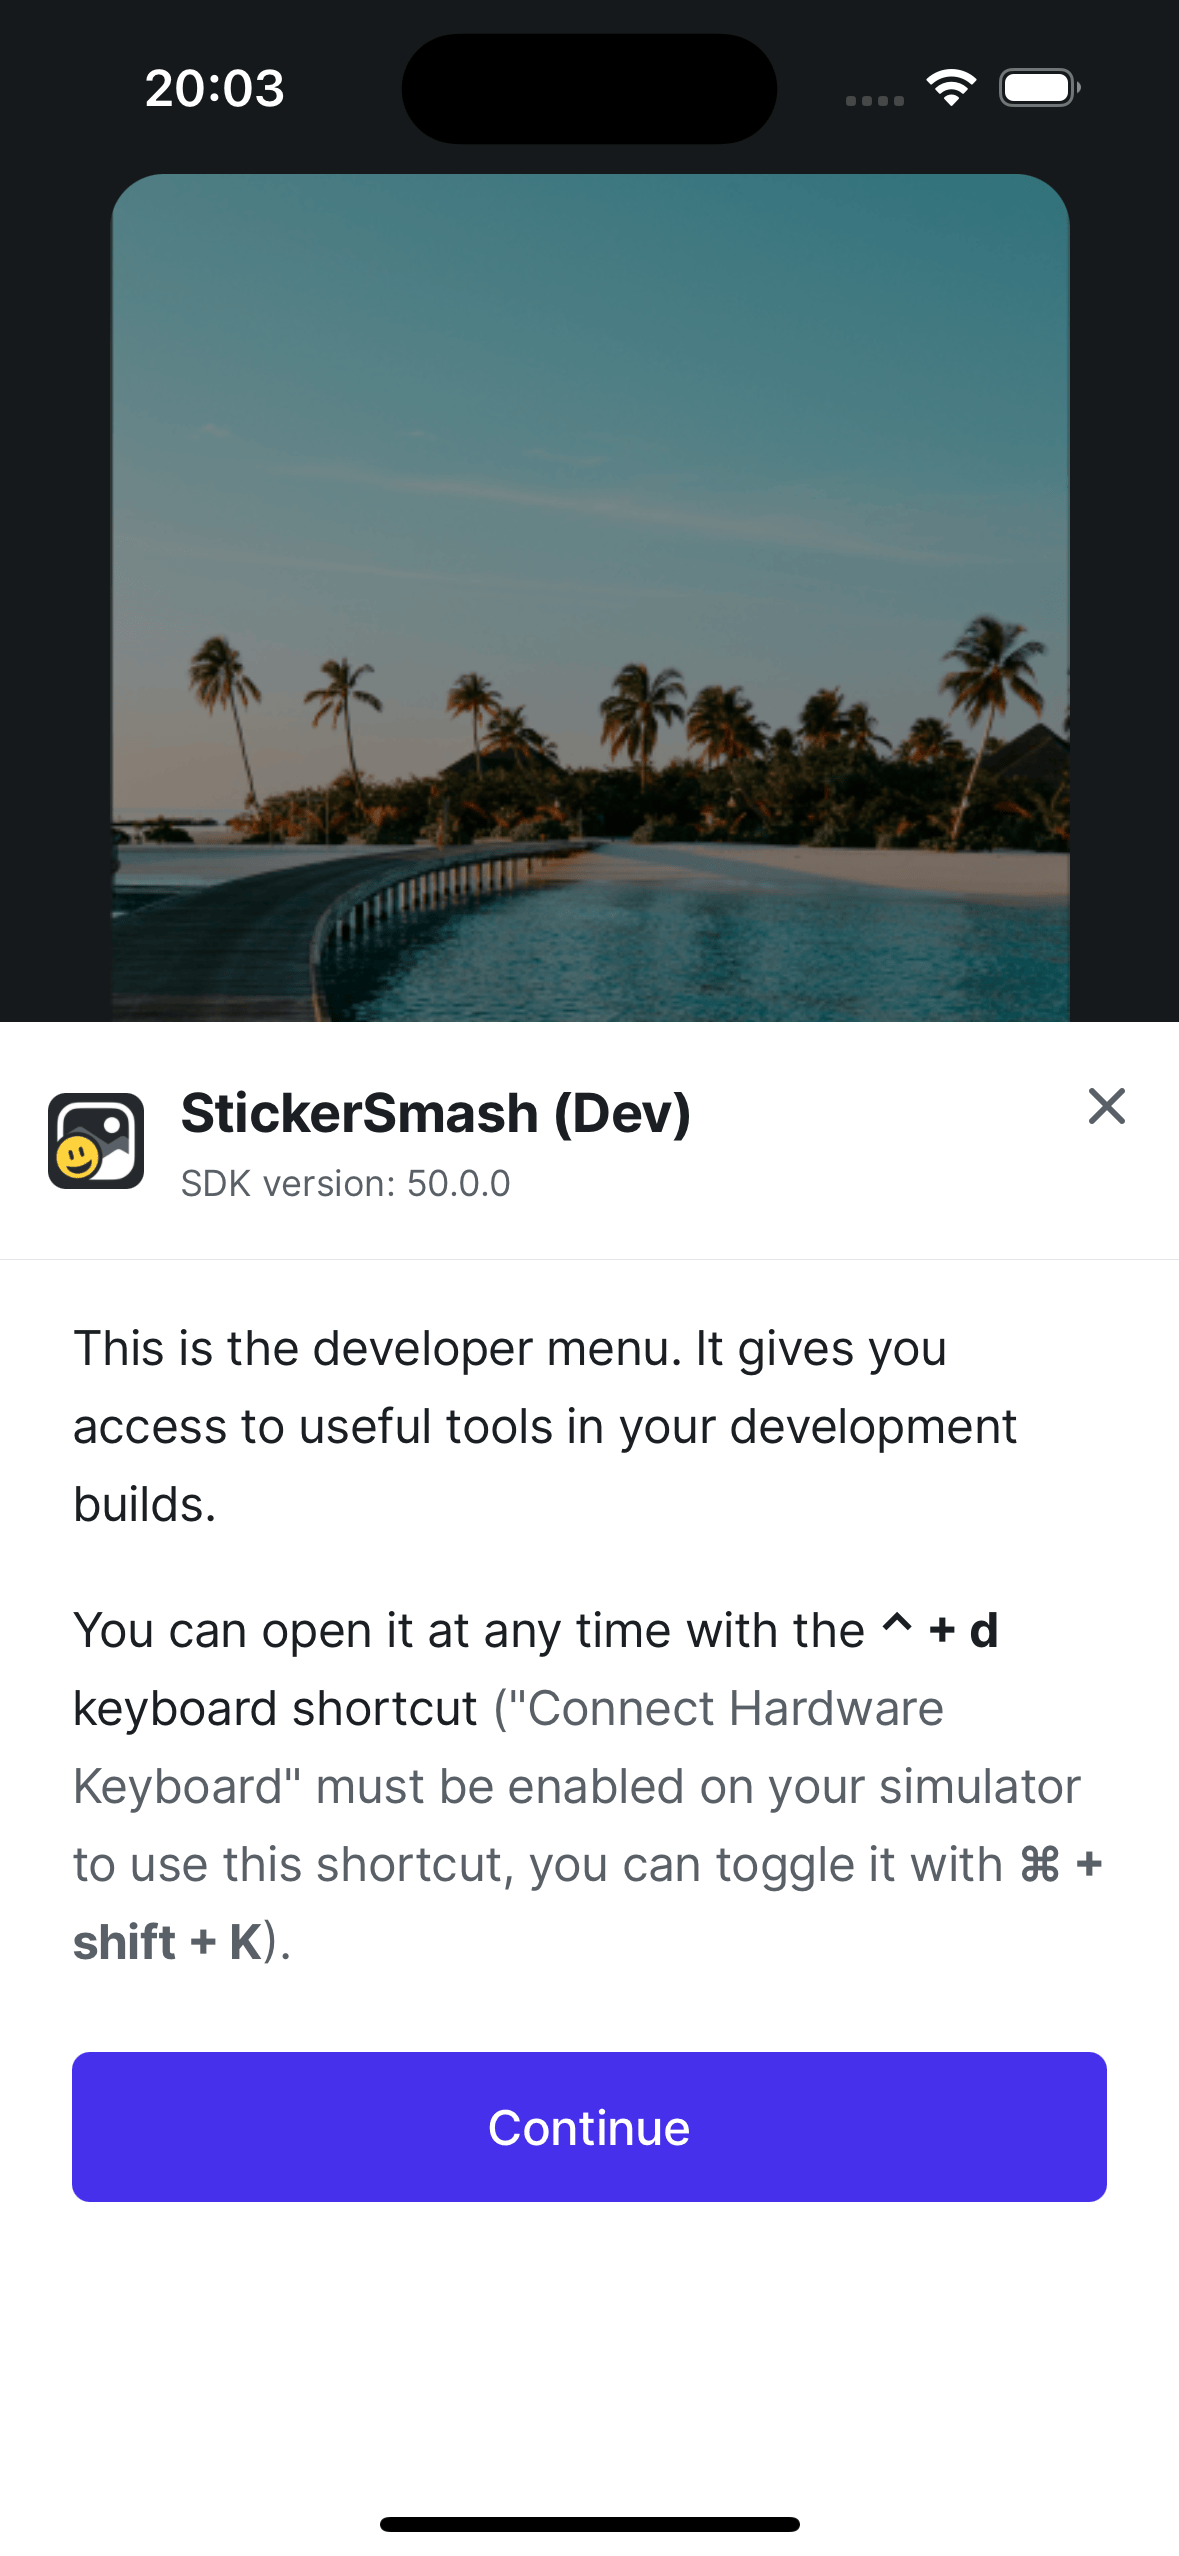 20:03
StickerSmash (Dev)
SDK version: 50.0.0
This is the developer menu. It gives you
access to useful tools in your development
builds.
You can open it at any time with the ^ + d
keyboard shortcut ("Connect Hardware
Keyboard" must be enabled on your simulator
to use this shortcut, you can toggle it with ⌘ +
shift + K).
Continue